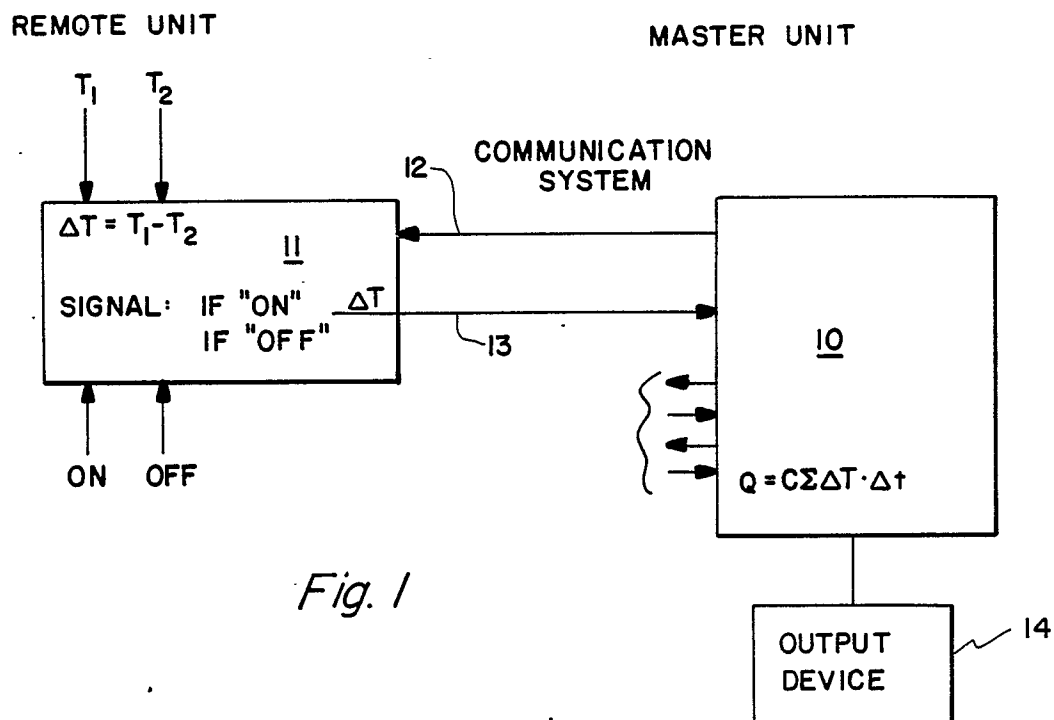 REMOTE UNIT
MASTER UNIT
T₁ T₂
COMMUNICATION
SYSTEM
12
ΔT = T₁-T₂
11
SIGNAL: IF "ON" ΔT
IF "OFF"
13
10
ON OFF
Q = CΣΔT·Δt
Fig. 1
OUTPUT
DEVICE
14